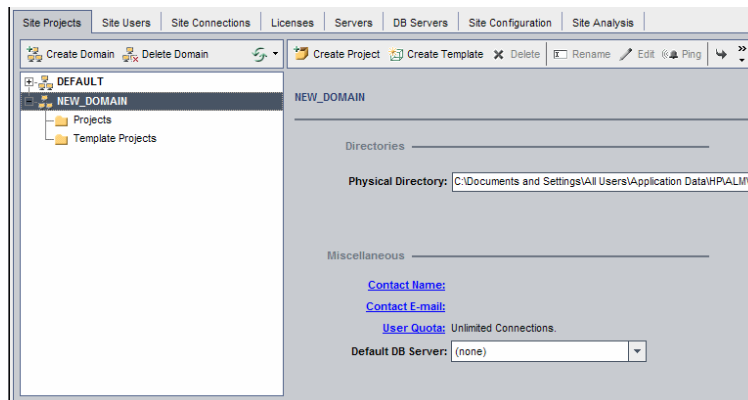 Site Projects Site Users Site Connections Licenses Servers DB Servers Site Configuration Site Analysis
Create Domain Delete Domain Create Project Create Template Delete Rename Edit Ping
DEFAULT
NEW_DOMAIN
Projects
Template Projects
NEW_DOMAIN
Directories
Physical Directory: C:\Documents and Settings\All Users\Application Data\HP\ALM\
Miscellaneous
Contact Name:
Contact E-mail:
User Quota: Unlimited Connections.
Default DB Server: (none)